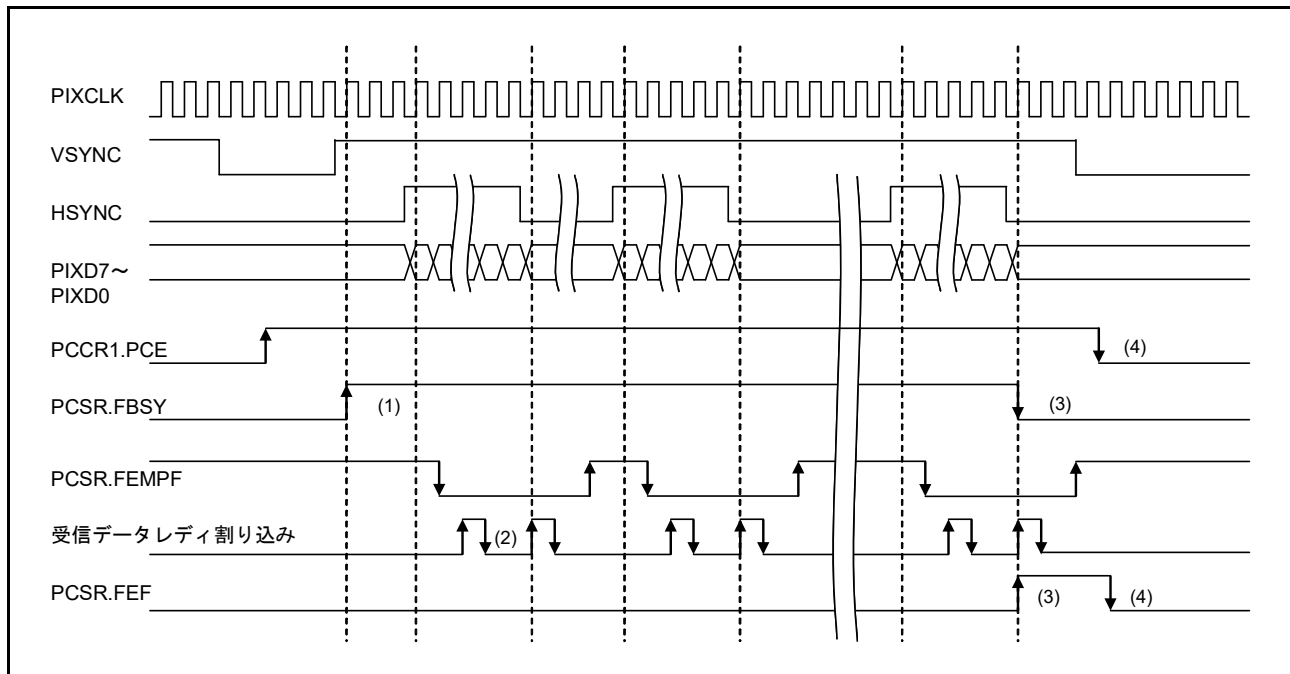 PIXCLK
VSYNC
HSYNC
PIXD7～
PIXD0
PCCR1.PCE
(4)
PCSR.FBSY
(1)
(3)
PCSR.FEMPF
受信データレディ割り込み
(2)
PCSR.FEF
(3)
(4)